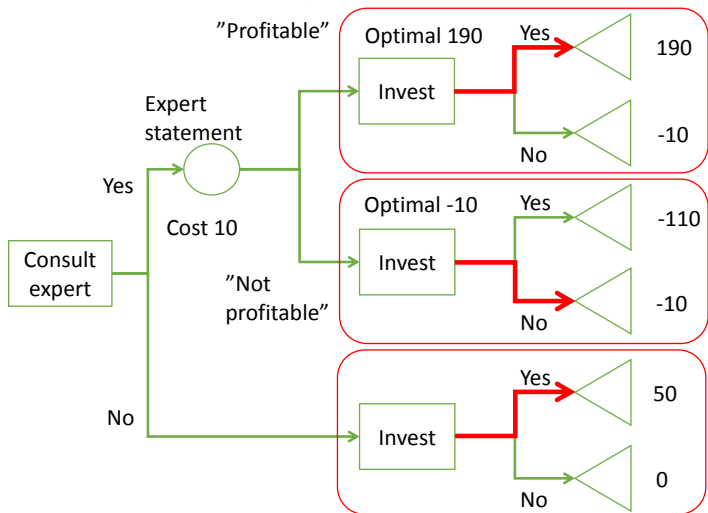 ”Profitable”
Optimal 190
Yes
190
Invest
Expert
statement
-10
No
Yes
Optimal -10
Yes
-110
Cost 10
Invest
Consult
expert
”Not
profitable”
-10
No
Yes
50
No
Invest
0
No